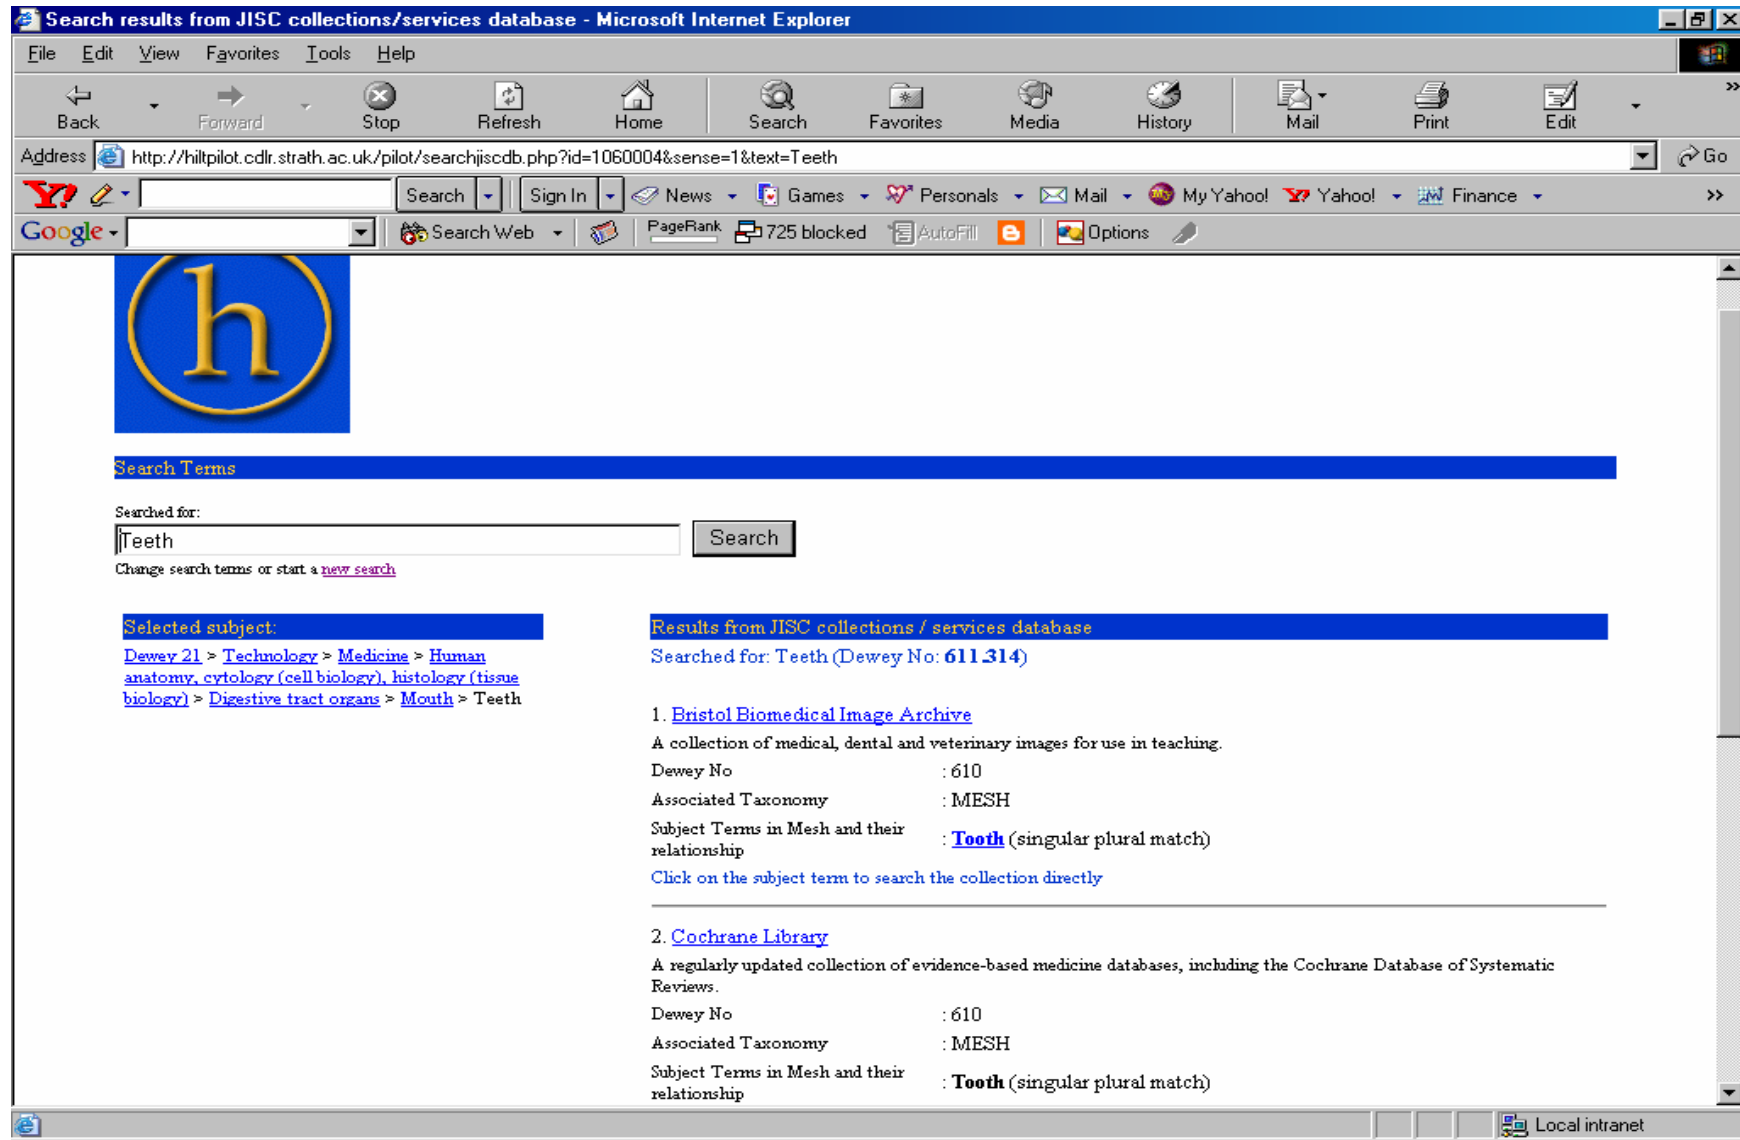 Search results from JISC collections/services database - Microsoft Internet Explorer
File Edit View Favorites Tools Help
Back Forward Stop Refresh Home Search Favorites Media History Mail Print Edit
Address http://hiltpilot.cdlr.strath.ac.uk/pilot/searchjiscdb.php?id=1060004&sense=1&text=Teeth Go
Y! Search Sign In News Games Personals Mail My Yahoo! Y? Yahoo! Finance
Google Search Web PageRank 725 blocked AutoFill Options
h
Search Terms
Searched for:
Teeth Search
Change search terms or start a new search
Selected subject:
Dewey 21 > Technology > Medicine > Human
anatomy, cytology (cell biology), histology (tissue
biology) > Digestive tract organs > Mouth > Teeth
Results from JISC collections / services database
Searched for: Teeth (Dewey No: 611.314)
1. Bristol Biomedical Image Archive
A collection of medical, dental and veterinary images for use in teaching.
Dewey No : 610
Associated Taxonomy : MESH
Subject Terms in Mesh and their
relationship : Tooth (singular plural match)
Click on the subject term to search the collection directly
2. Cochrane Library
A regularly updated collection of evidence-based medicine databases, including the Cochrane Database of Systematic
Reviews.
Dewey No : 610
Associated Taxonomy : MESH
Subject Terms in Mesh and their
relationship : Tooth (singular plural match)
Local intranet